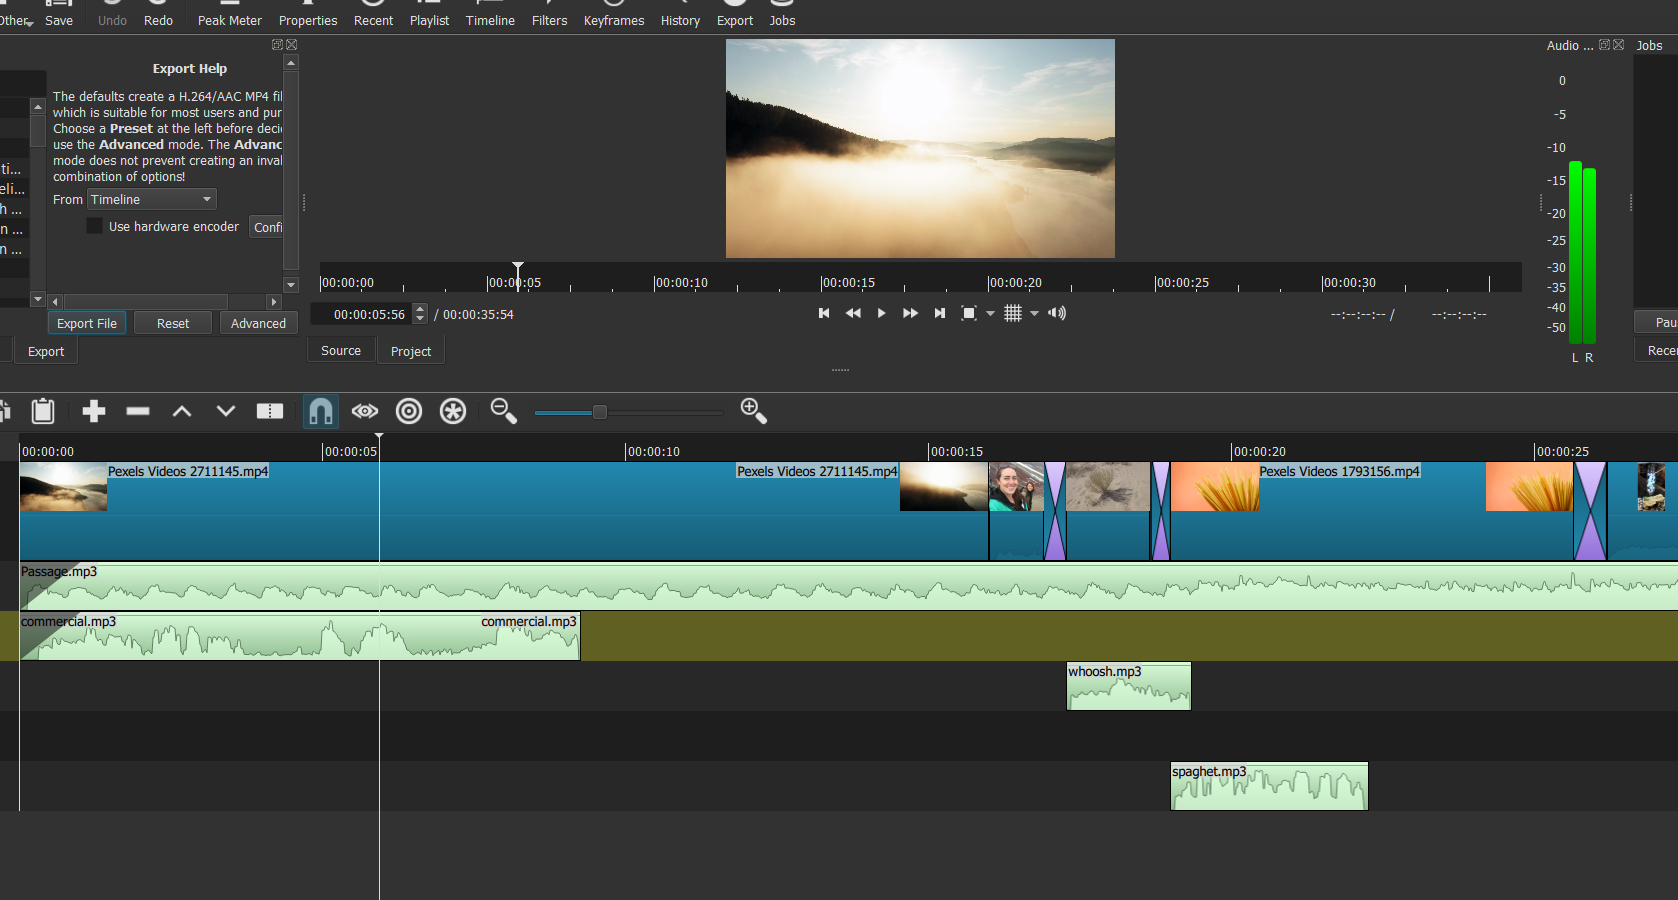 Other Save Undo Redo Peak Meter Properties Recent Playlist Timeline Filters Keyframes History Export Jobs
Export Help
The defaults create a H.264/AAC MP4 fil
which is suitable for most users and pur
Choose a Preset at the left before deci
use the Advanced mode. The Advanc
mode does not prevent creating an inval
combination of options!
ti...
eli...
h ...
n ...
n ...
From Timeline
Use hardware encoder Confi
Export File Reset Advanced
Export
00:00:00 00:00:05 00:00:10 00:00:15 00:00:20 00:00:25 00:00:30
00:00:05:56 / 00:00:35:54
--:--:--:-- / --:--:--:--
Source Project
Audio ...
0
-5
-10
-15
-20
-25
-30
-35
-40
-50
L R
Jobs
Pau
Recen
00:00:00 00:00:05 00:00:10 00:00:15 00:00:20 00:00:25
Pexels Videos 2711145.mp4 Pexels Videos 2711145.mp4 Pexels Videos 1793156.mp4
Passage.mp3
commercial.mp3 commercial.mp3
whoosh.mp3
spaghet.mp3